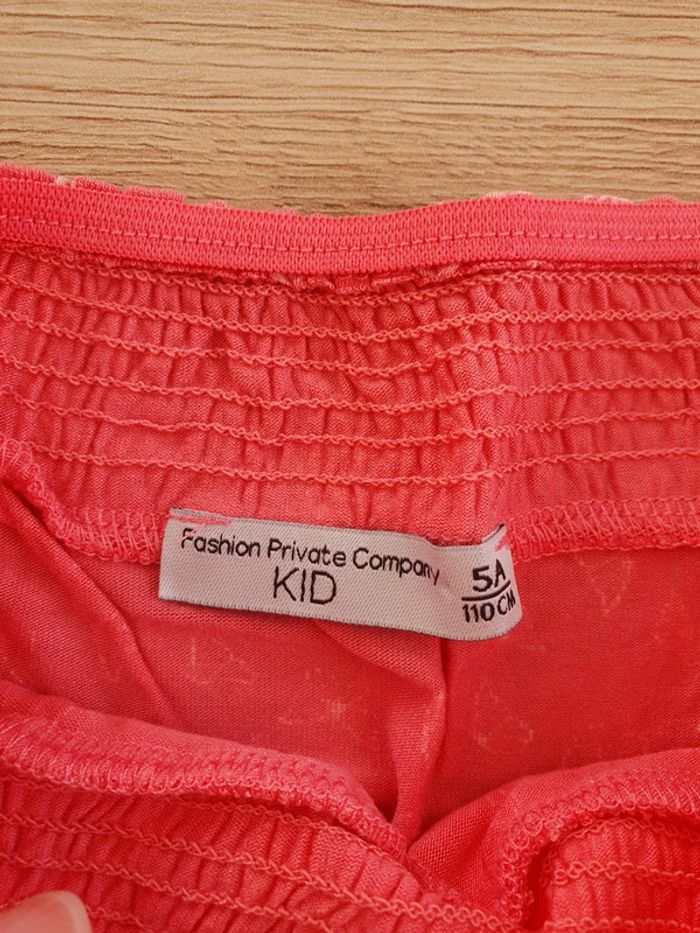 Fashion Private Company
KID
5A
110 CM